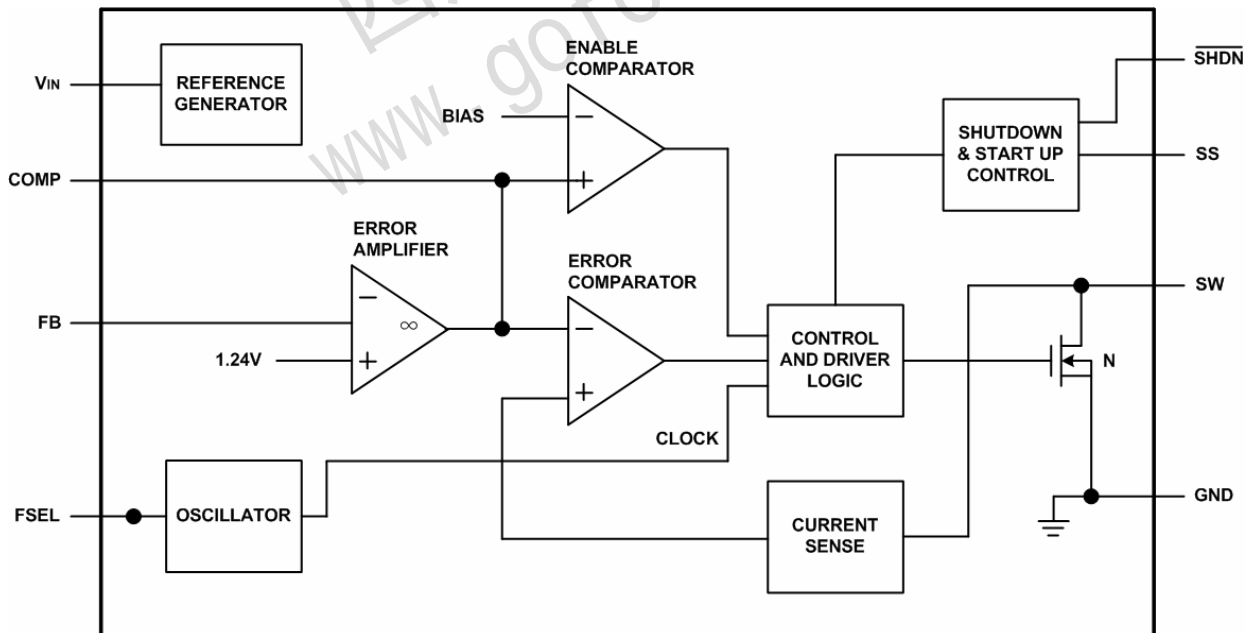 ENABLE
COMPARATOR
SHDN
VIN
REFERENCE
GENERATOR
BIAS
SHUTDOWN
& START UP
CONTROL
SS
COMP
ERROR
AMPLIFIER
ERROR
COMPARATOR
SW
FB
∞
1.24V
CONTROL
AND DRIVER
LOGIC
N
CLOCK
FSEL
OSCILLATOR
CURRENT
SENSE
GND